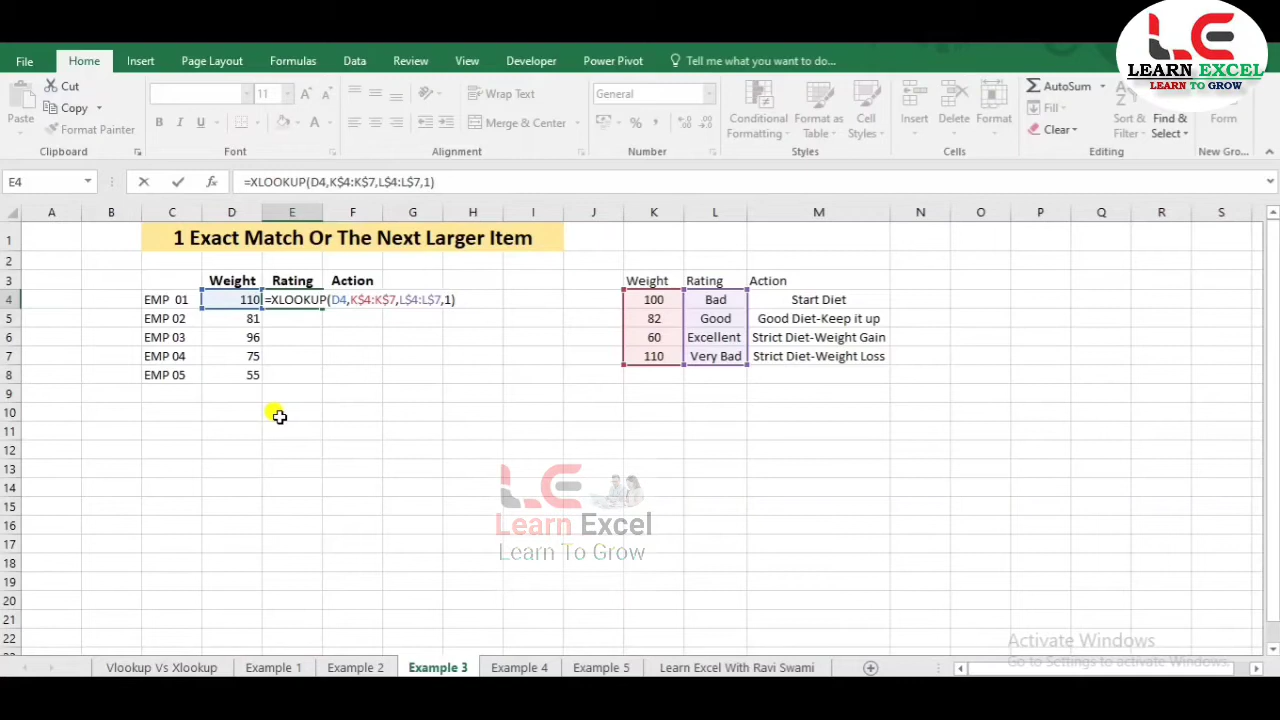 LE
LEARN EXCEL
LEARN TO GROW
File Home Insert Page Layout Formulas Data Review View Developer Power Pivot Tell me what you want to do...
Cut
Copy
Format Painter
Paste
Clipboard
11 A A
B I U A
Font
Wrap Text
Merge & Center
Alignment
General
% ,
Number
Conditional Formatting
Format as Table
Cell Styles
Styles
Insert Delete Format
Cells
AutoSum
Fill
Clear
Sort & Filter
Find & Select
Editing
Form
New Gro...
E4 fx =XLOOKUP(D4,K$4:K$7,L$4:L$7,1)
A B C D E F G H I J K L M N O P Q R S
1 1 Exact Match Or The Next Larger Item
2
3 Weight Rating Action Weight Rating Action
4 EMP 01 110 =XLOOKUP(D4,K$4:K$7,L$4:L$7,1) 100 Bad Start Diet
5 EMP 02 81 82 Good Good Diet-Keep it up
6 EMP 03 96 60 Excellent Strict Diet-Weight Gain
7 EMP 04 75 110 Very Bad Strict Diet-Weight Loss
8 EMP 05 55
9
10
11
12
13
14
15
16
17
18
19
20
21
22
LE
Learn Excel
Learn To Grow
Activate Windows
Go to Settings to activate Windows.
Vlookup Vs Xlookup Example 1 Example 2 Example 3 Example 4 Example 5 Learn Excel With Ravi Swami